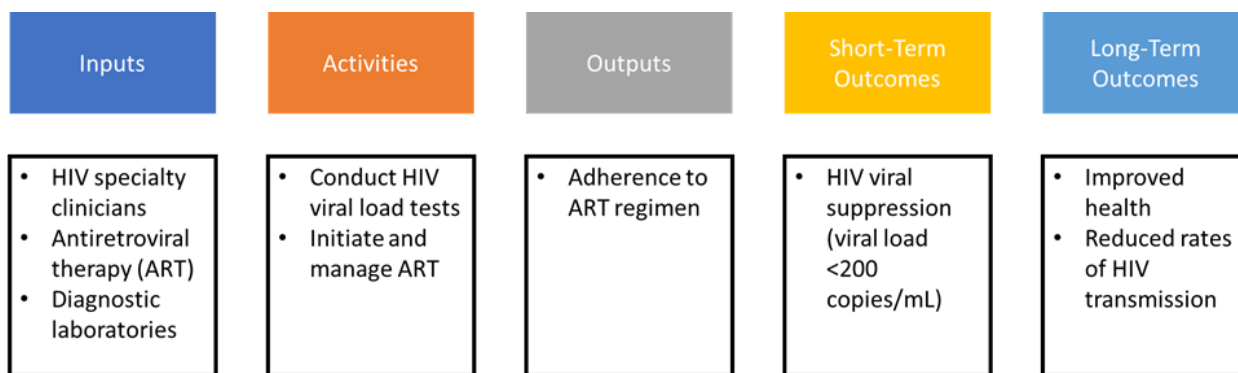 Inputs
Activities
Outputs
Short-Term
Outcomes
Long-Term
Outcomes
• HIV specialty
clinicians
• Antiretroviral
therapy (ART)
• Diagnostic
laboratories
• Conduct HIV
viral load tests
• Initiate and
manage ART
• Adherence to
ART regimen
• HIV viral
suppression
(viral load
<200
copies/mL)
• Improved
health
• Reduced rates
of HIV
transmission